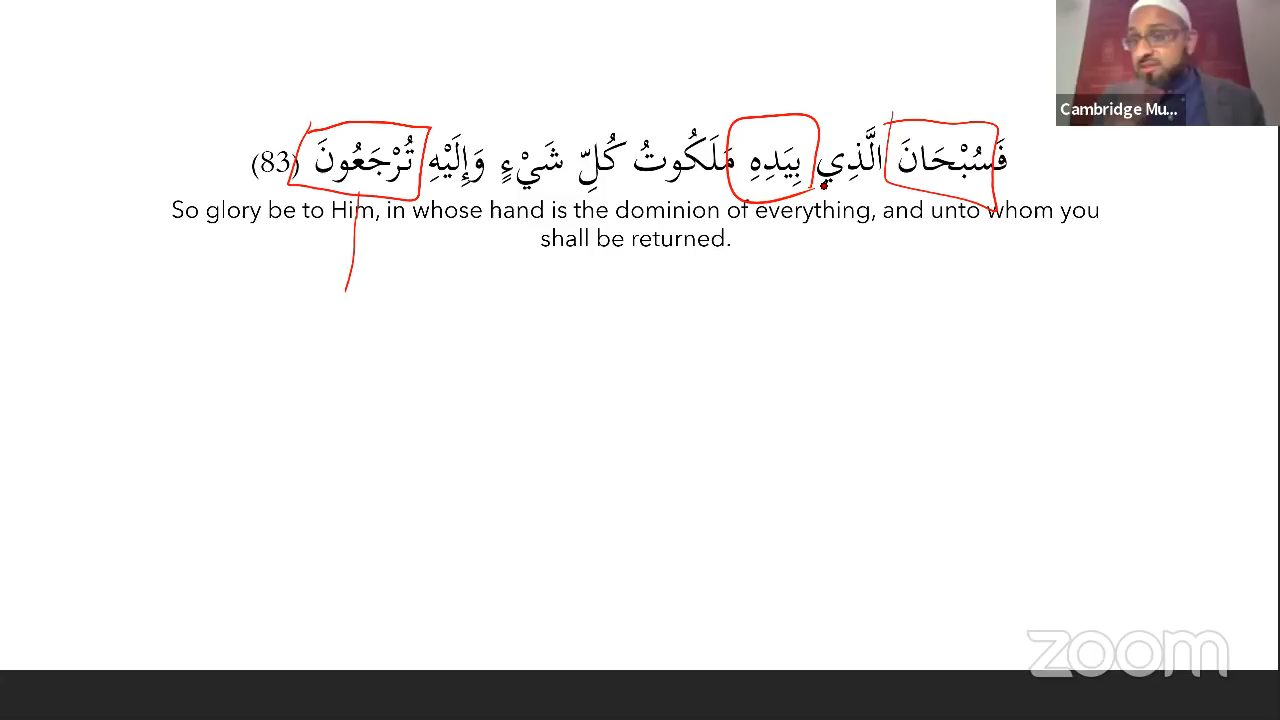 فَسُبْحَانَ الَّذِي بِيَدِهِ مَلَكُوتُ كُلِّ شَيْءٍ وَإِلَيْهِ تُرْجَعُونَ (83)
So glory be to Him, in whose hand is the dominion of everything, and unto whom you
shall be returned.
Cambridge Mu...
zoom